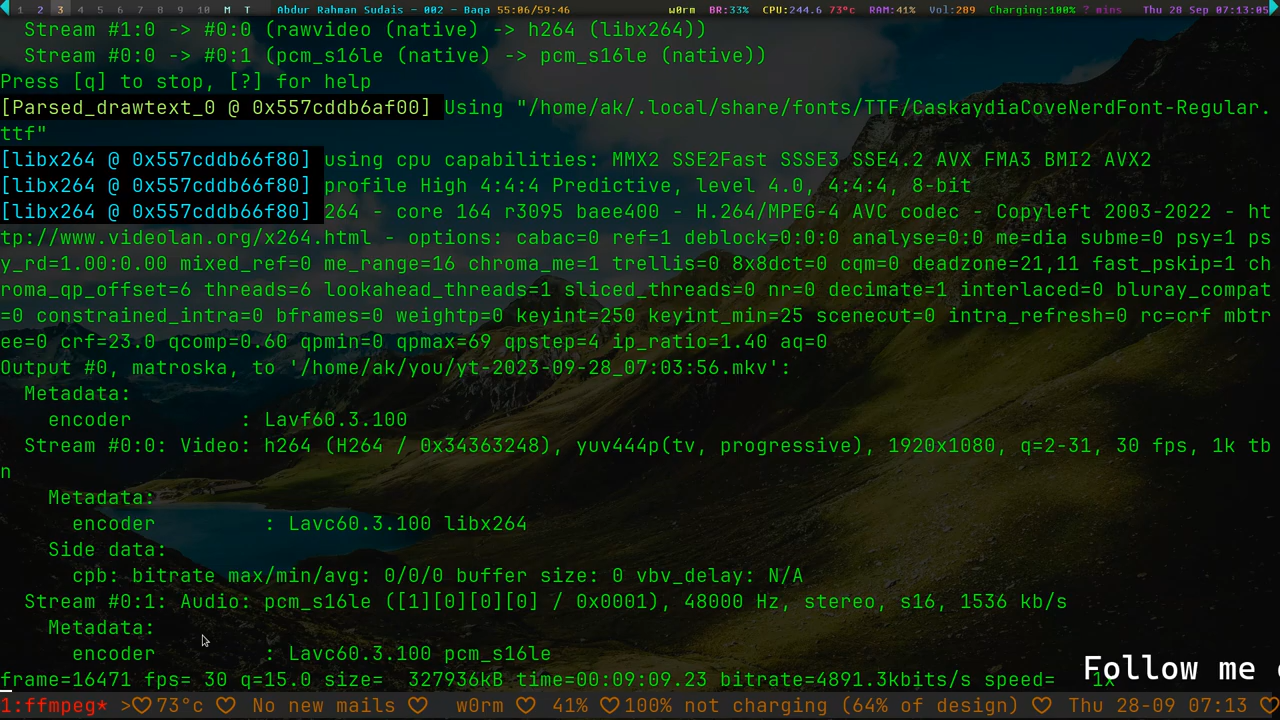 1 2 3 4 5 6 7 8 9 10 M T Abdur Rahman Sudais - 002 - Baqa 55:06/59:46 w0rm BR:33% CPU:244.6 73°c RAM:41% Vol:289 Charging:100% ? mins Thu 28 Sep 07:13:05
Stream #1:0 -> #0:0 (rawvideo (native) -> h264 (libx264))
Stream #0:0 -> #0:1 (pcm_s16le (native) -> pcm_s16le (native))
Press [q] to stop, [?] for help
[Parsed_drawtext_0 @ 0x557cddb6af00] Using "/home/ak/.local/share/fonts/TTF/CaskaydiaCoveNerdFont-Regular.
ttf"
[libx264 @ 0x557cddb66f80] using cpu capabilities: MMX2 SSE2Fast SSSE3 SSE4.2 AVX FMA3 BMI2 AVX2
[libx264 @ 0x557cddb66f80] profile High 4:4:4 Predictive, level 4.0, 4:4:4, 8-bit
[libx264 @ 0x557cddb66f80] 264 - core 164 r3095 baee400 - H.264/MPEG-4 AVC codec - Copyleft 2003-2022 - ht
tp://www.videolan.org/x264.html - options: cabac=0 ref=1 deblock=0:0:0 analyse=0:0 me=dia subme=0 psy=1 ps
y_rd=1.00:0.00 mixed_ref=0 me_range=16 chroma_me=1 trellis=0 8x8dct=0 cqm=0 deadzone=21,11 fast_pskip=1 ch
roma_qp_offset=6 threads=6 lookahead_threads=1 sliced_threads=0 nr=0 decimate=1 interlaced=0 bluray_compat
=0 constrained_intra=0 bframes=0 weightp=0 keyint=250 keyint_min=25 scenecut=0 intra_refresh=0 rc=crf mbtr
ee=0 crf=23.0 qcomp=0.60 qpmin=0 qpmax=69 qpstep=4 ip_ratio=1.40 aq=0
Output #0, matroska, to '/home/ak/you/yt-2023-09-28_07:03:56.mkv':
Metadata:
encoder : Lavf60.3.100
Stream #0:0: Video: h264 (H264 / 0x34363248), yuv444p(tv, progressive), 1920x1080, q=2-31, 30 fps, 1k tb
n
Metadata:
encoder : Lavc60.3.100 libx264
Side data:
cpb: bitrate max/min/avg: 0/0/0 buffer size: 0 vbv_delay: N/A
Stream #0:1: Audio: pcm_s16le ([1][0][0][0] / 0x0001), 48000 Hz, stereo, s16, 1536 kb/s
Metadata:
encoder : Lavc60.3.100 pcm_s16le
frame=16471 fps= 30 q=15.0 size= 327936kB time=00:09:09.23 bitrate=4891.3kbits/s speed= 1x
Follow me
1:ffmpeg* >♡73°c ♡ No new mails ♡ w0rm ♡ 41% ♡100% not charging (64% of design) ♡ Thu 28-09 07:13 ♡